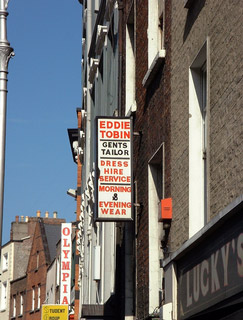 EDDIE
TOBIN
GENTS
TAILOR
DRESS
HIRE
SERVICE
MORNING
&
EVENING
WEAR
OLYMPIA
LUCKY'S